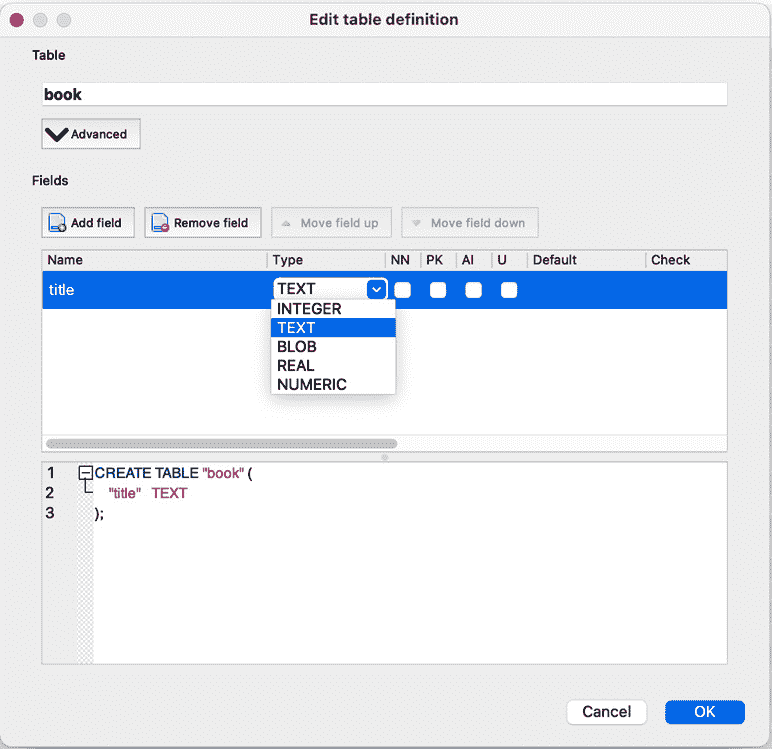 Edit table definition
Table
book
Advanced
Fields
Add field Remove field Move field up Move field down
Name Type NN PK AI U Default Check
title TEXT
INTEGER
TEXT
BLOB
REAL
NUMERIC
1 CREATE TABLE "book" (
2 "title" TEXT
3 );
Cancel OK